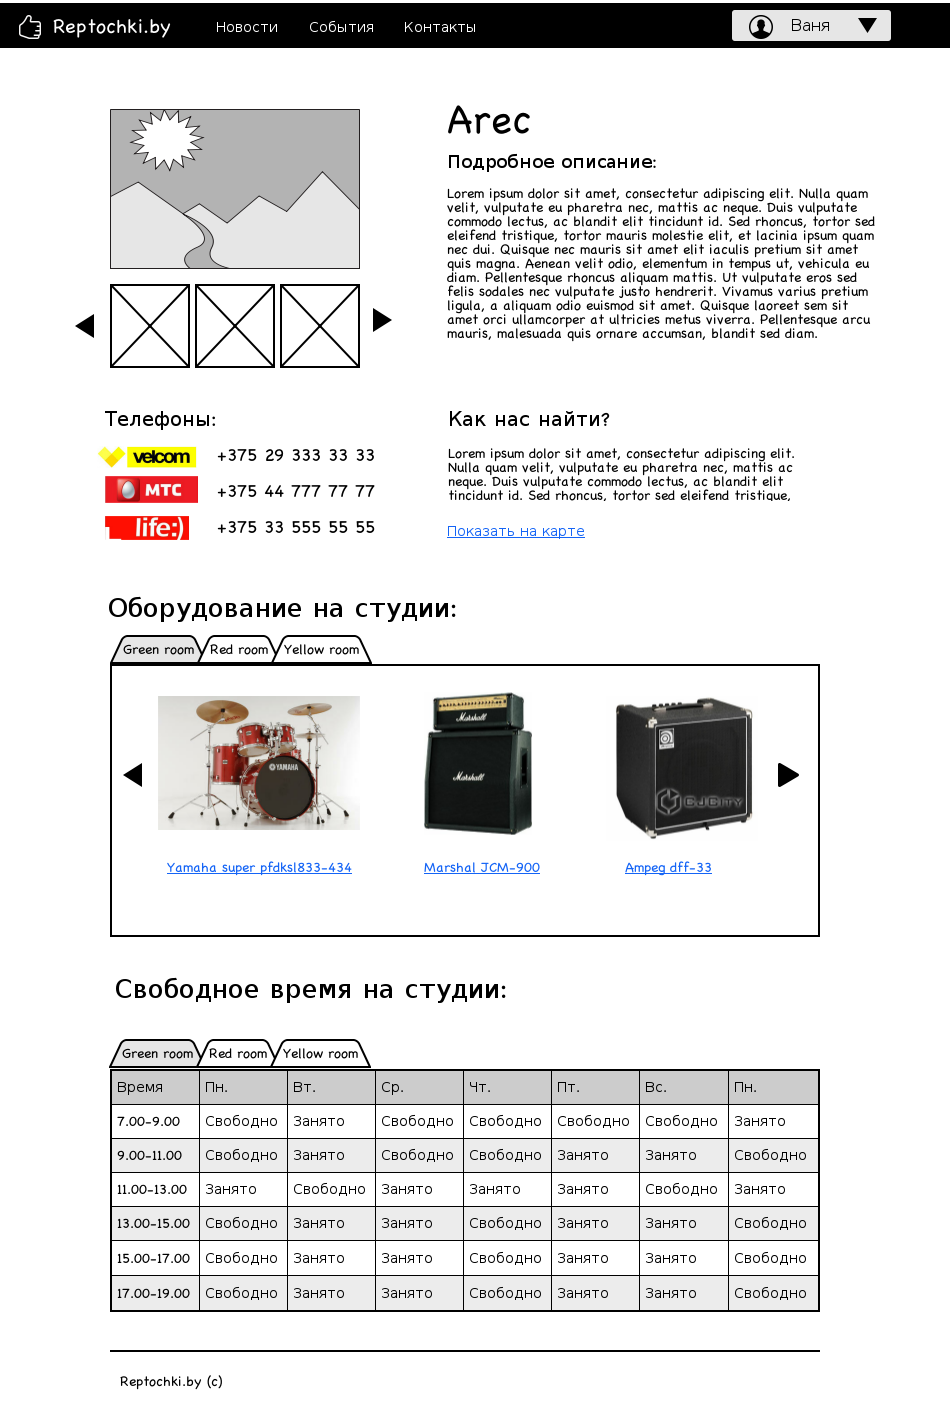 Reptochki.by Новости События Контакты Ваня
Arec
Подробное описание:
Lorem ipsum dolor sit amet, consectetur adipiscing elit. Nulla quam
velit, vulputate eu pharetra nec, mattis ac neque. Duis vulputate
commodo lectus, ac blandit elit tincidunt id. Sed rhoncus, tortor sed
eleifend tristique, tortor mauris molestie elit, et lacinia ipsum quam
nec dui. Quisque nec mauris sit amet elit iaculis pretium sit amet
quis magna. Aenean velit odio, elementum in tempus ut, vehicula eu
diam. Pellentesque rhoncus aliquam mattis. Ut vulputate eros sed
felis sodales nec vulputate justo hendrerit. Vivamus varius pretium
ligula, a aliquam odio euismod sit amet. Quisque laoreet sem sit
amet orci ullamcorper at ultricies metus viverra. Pellentesque arcu
mauris, malesuada quis ornare accumsan, blandit sed diam.
Телефоны:
velcom +375 29 333 33 33
МТС +375 44 777 77 77
life:) +375 33 555 55 55
Как нас найти?
Lorem ipsum dolor sit amet, consectetur adipiscing elit.
Nulla quam velit, vulputate eu pharetra nec, mattis ac
neque. Duis vulputate commodo lectus, ac blandit elit
tincidunt id. Sed rhoncus, tortor sed eleifend tristique,
Показать на карте
Оборудование на студии:
Green room Red room Yellow room
YAMAHA
Marshall
Marshall
CJCITY
Yamaha super pfdksl833-434 Marshal JCM-900 Ampeg dff-33
Свободное время на студии:
Green room Red room Yellow room
Время Пн. Вт. Ср. Чт. Пт. Вс. Пн.
7.00-9.00 Свободно Занято Свободно Свободно Свободно Свободно Занято
9.00-11.00 Свободно Занято Свободно Свободно Занято Занято Свободно
11.00-13.00 Занято Свободно Занято Занято Занято Свободно Занято
13.00-15.00 Свободно Занято Занято Свободно Занято Занято Свободно
15.00-17.00 Свободно Занято Занято Свободно Занято Занято Свободно
17.00-19.00 Свободно Занято Занято Свободно Занято Занято Свободно
Reptochki.by (c)